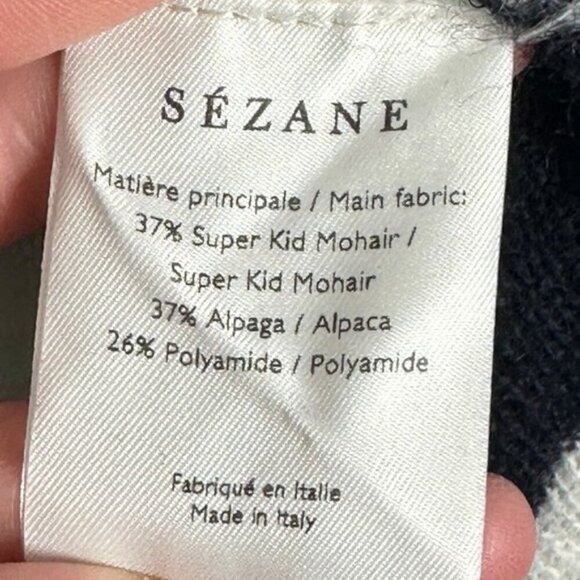 SÉZANE
Matière principale / Main fabric:
37% Super Kid Mohair /
Super Kid Mohair
37% Alpaga / Alpaca
26% Polyamide / Polyamide
Fabriqué en Italie
Made in Italy